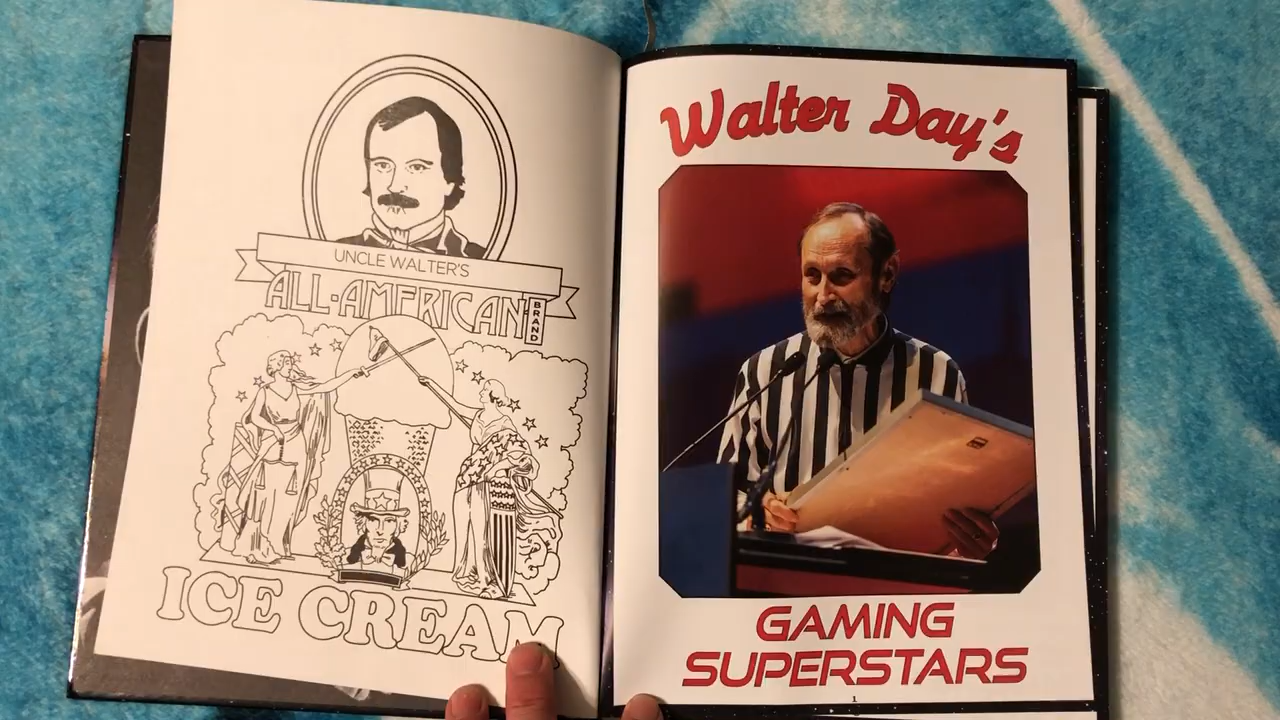 UNCLE WALTER'S
ALL-AMERICAN
BRAND
ICE CREAM
Walter Day's
GAMING
SUPERSTARS
1